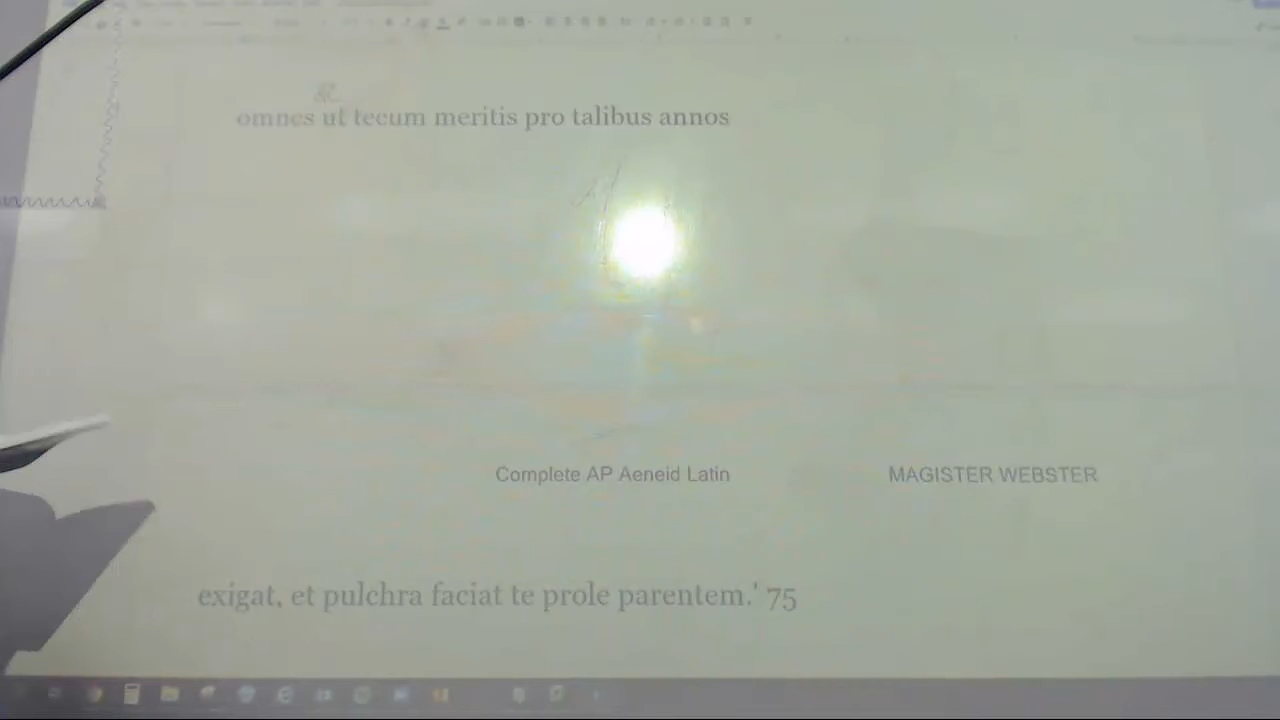 omnes ut tecum meritis pro talibus annos
Complete AP Aeneid Latin
MAGISTER WEBSTER
exigat, et pulchra faciat te prole parentem.' 75